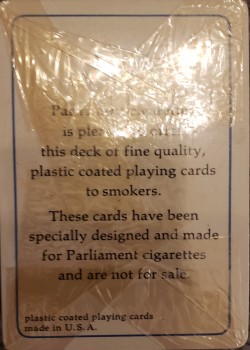 is
this deck of fine quality,
plastic coated playing cards
to smokers.
These cards have been
specially designed and made
for Parliament cigarettes
and are not for sale.
plastic coated playing cards
made in U.S.A.